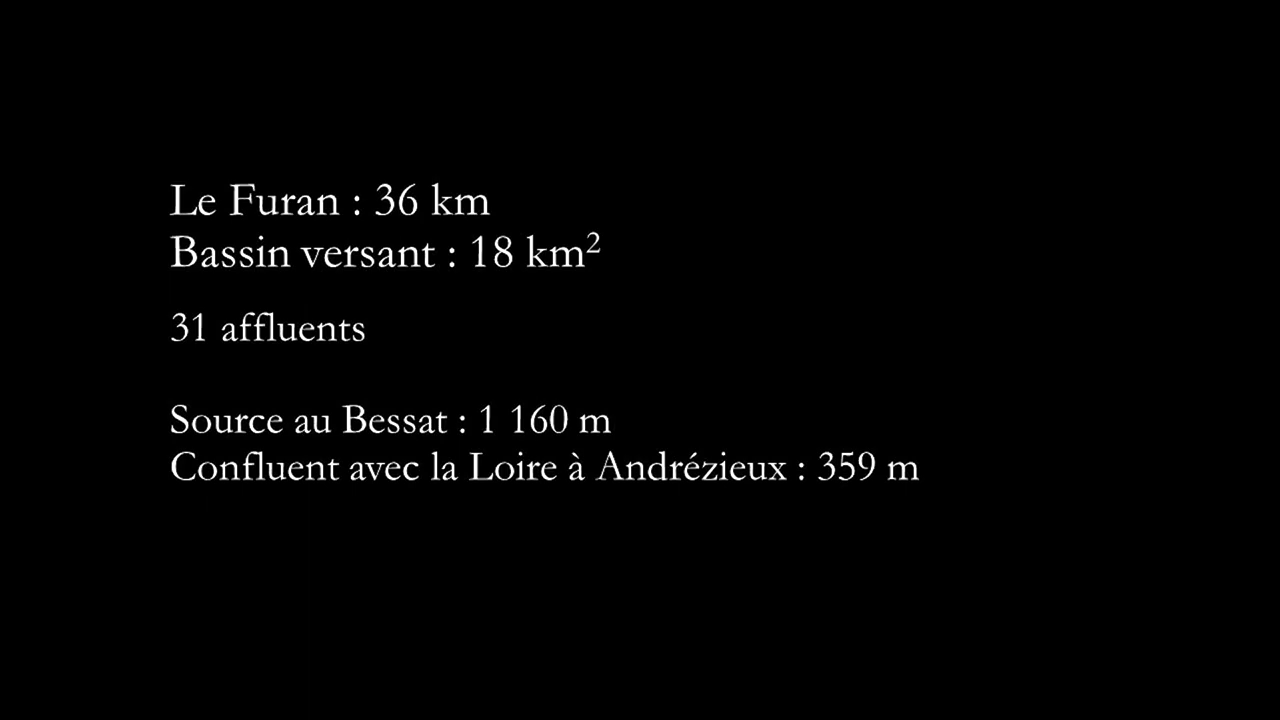 Le Furan : 36 km
Bassin versant : 18 km²
31 affluents
Source au Bessat : 1 160 m
Confluent avec la Loire à Andrézieux : 359 m